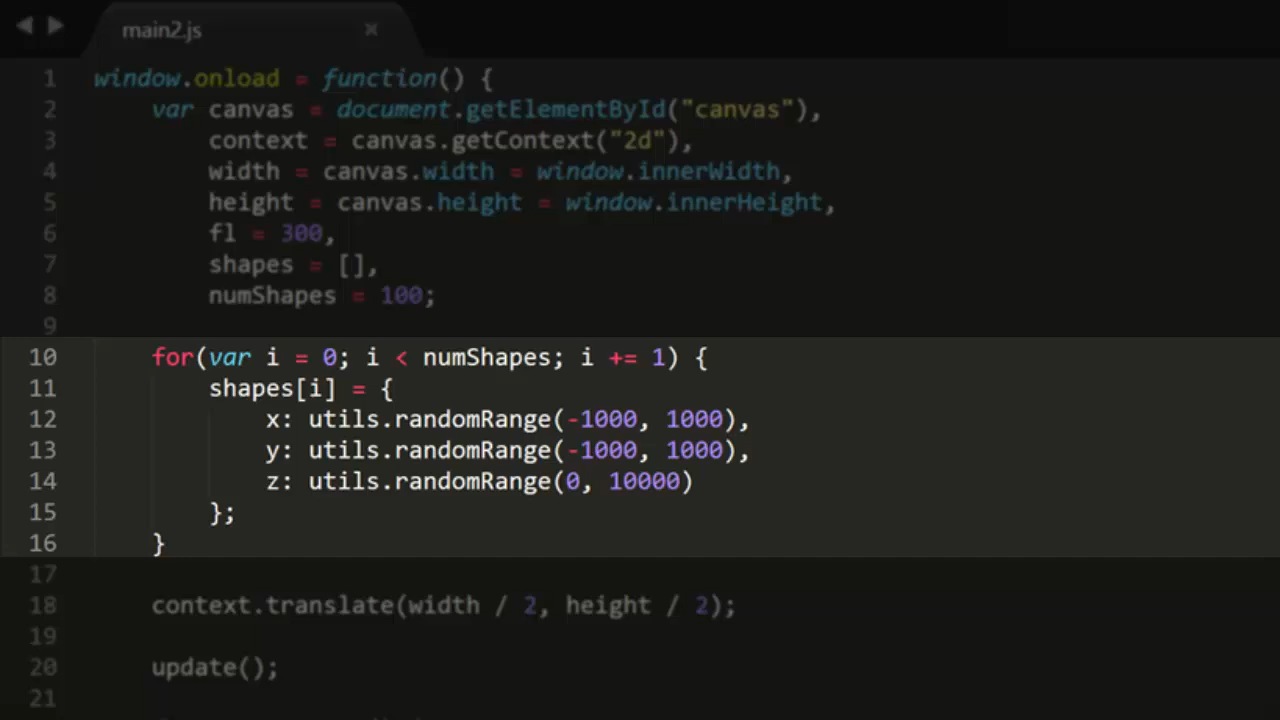 main2.js ×
1 window.onload = function() {
2     var canvas = document.getElementById("canvas"),
3         context = canvas.getContext("2d"),
4         width = canvas.width = window.innerWidth,
5         height = canvas.height = window.innerHeight,
6         fl = 300,
7         shapes = [],
8         numShapes = 100;
9
10     for(var i = 0; i < numShapes; i += 1) {
11         shapes[i] = {
12             x: utils.randomRange(-1000, 1000),
13             y: utils.randomRange(-1000, 1000),
14             z: utils.randomRange(0, 10000)
15         };
16     }
17
18     context.translate(width / 2, height / 2);
19
20     update();
21